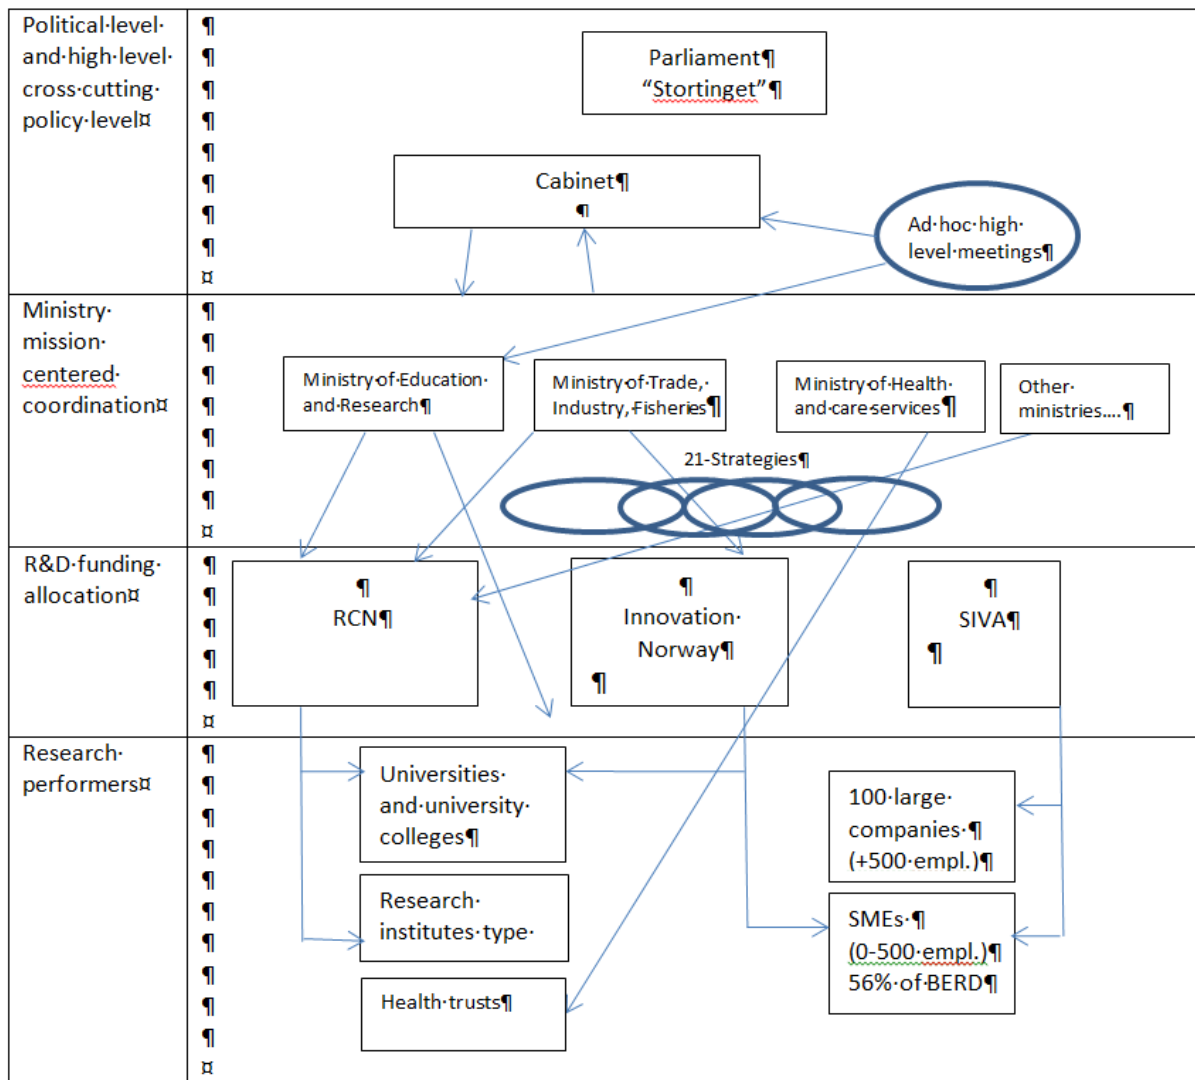 Political·level·
and·high·level·
cross·cutting·
policy·level¤
¶
¶
¶
¶
¶
¶
¶
¶
¤
Parliament¶
“Stortinget”¶
Cabinet¶
¶
Ad·hoc·high·
level·meetings¶
Ministry·
mission·
centered·
coordination¤
¶
¶
¶
¶
¶
¶
¶
¤
Ministry·of·Education·
and·Research¶
Ministry·of·Trade,·
Industry,·Fisheries¶
Ministry·of·Health·
and·care·services¶
Other·
ministries....¶
21-Strategies¶
R&D·funding·
allocation¤
¶
¶
¶
¶
¶
¤
¶
RCN¶
¶
Innovation·
Norway¶
¶
¶
SIVA¶
¶
Research·
performers¤
¶
¶
¶
¶
¶
¶
¶
¶
¶
¶
¤
Universities·
and·university·
colleges¶
100·large·
companies·¶
(+500·empl.)¶
Research·
institutes·type·
SMEs·¶
(0-500·empl.)¶
56%·of·BERD¶
Health·trusts¶